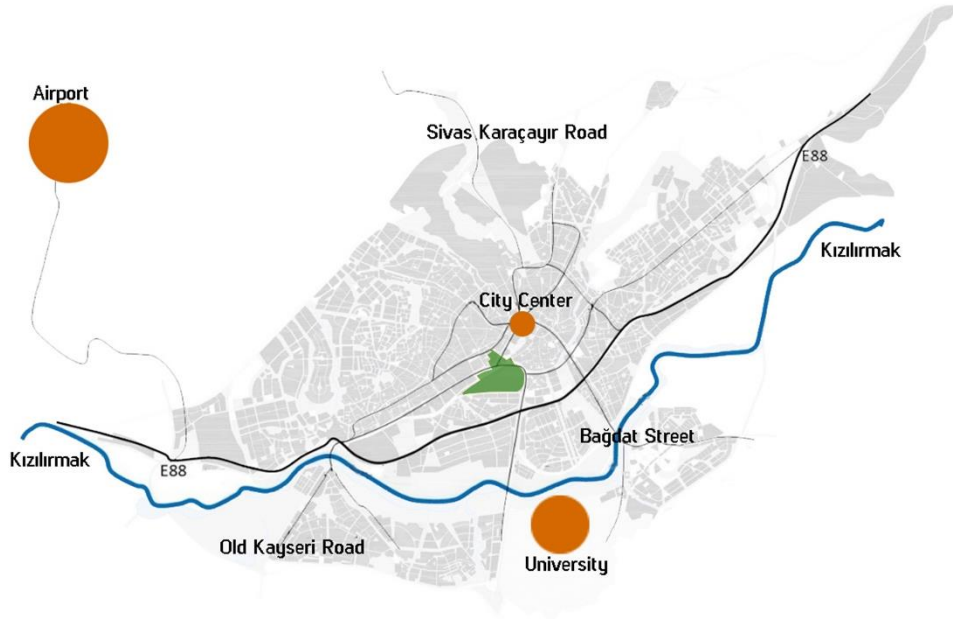 Airport
Sivas Karaçayır Road
E88
Kızılırmak
City Center
Bağdat Street
Kızılırmak
E88
Old Kayseri Road
University